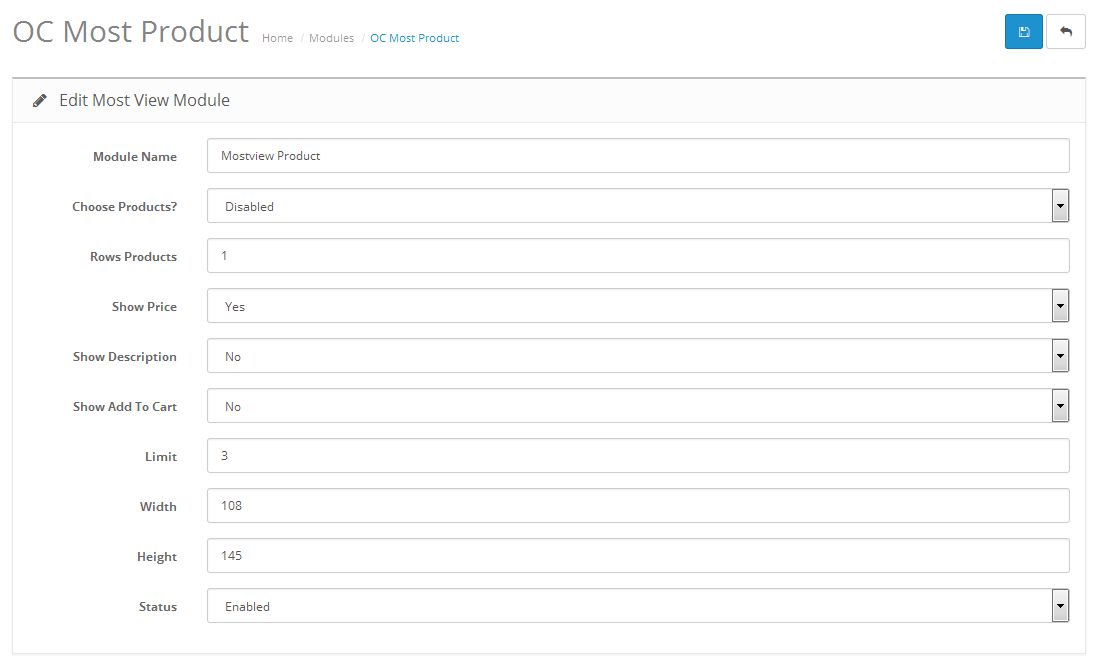 OC Most Product Home / Modules / OC Most Product
Edit Most View Module
Module Name Mostview Product
Choose Products? Disabled
Rows Products 1
Show Price Yes
Show Description No
Show Add To Cart No
Limit 3
Width 108
Height 145
Status Enabled